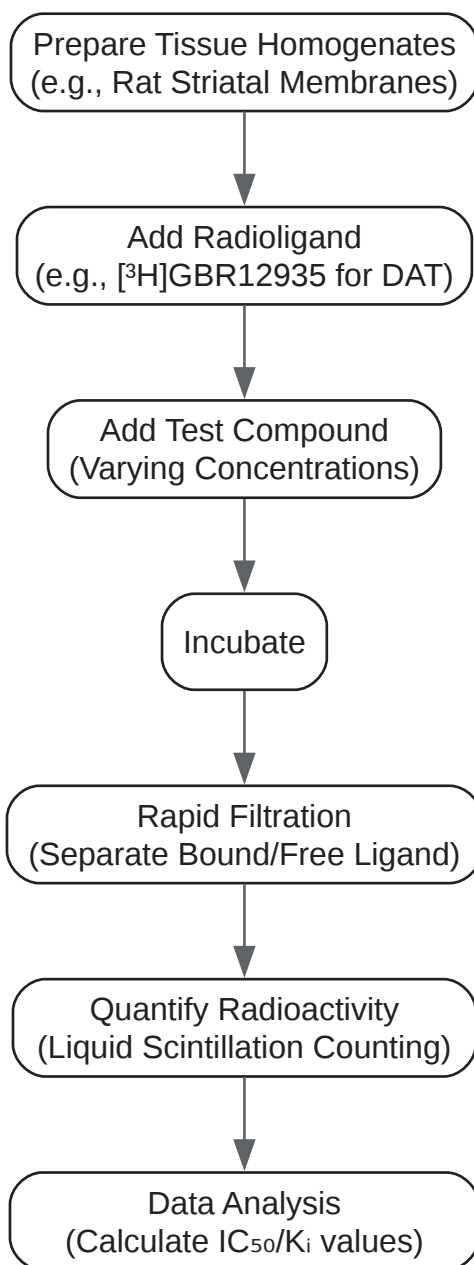 Prepare Tissue Homogenates
(e.g., Rat Striatal Membranes)
Add Radioligand
(e.g., [³H]GBR12935 for DAT)
Add Test Compound
(Varying Concentrations)
Incubate
Rapid Filtration
(Separate Bound/Free Ligand)
Quantify Radioactivity
(Liquid Scintillation Counting)
Data Analysis
(Calculate IC₅₀/Kᵢ values)